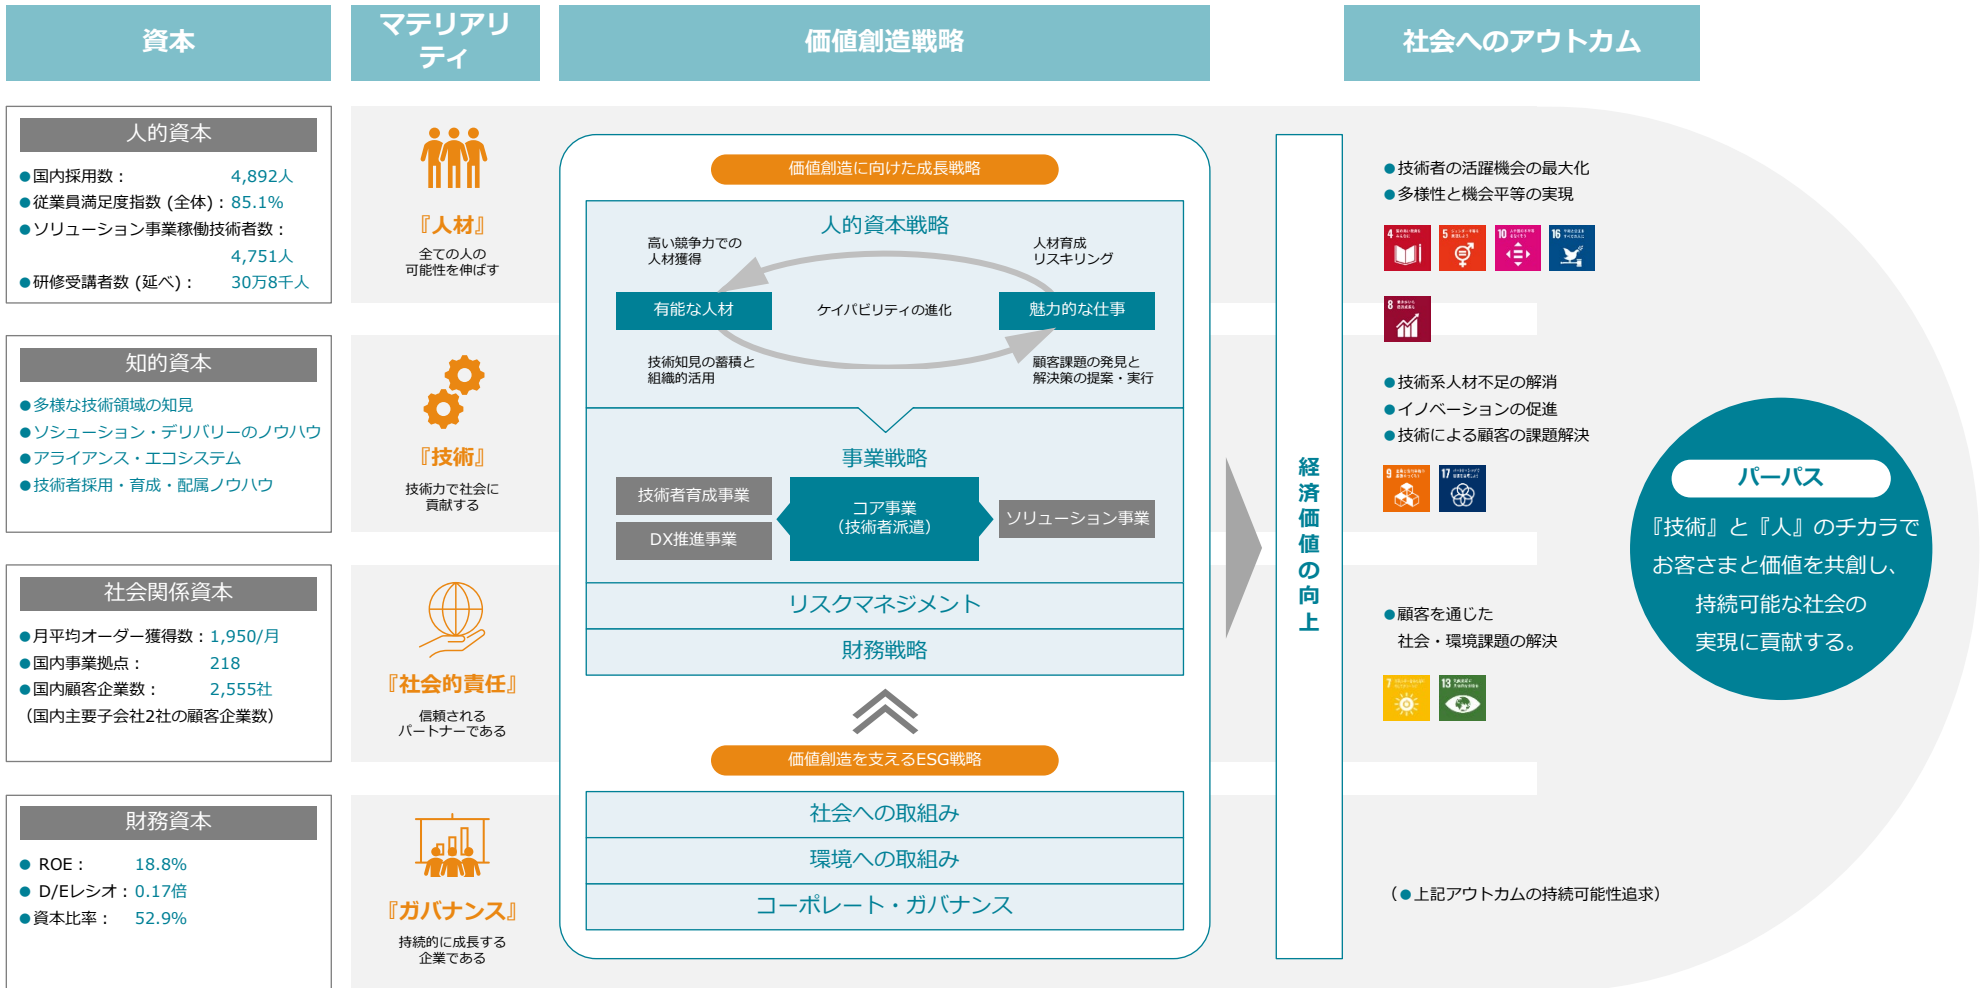 資本
マテリアリ
ティ
価値創造戦略
社会へのアウトカム
人的資本
●国内採用数： 4,892人
●従業員満足度指数 (全体)：85.1%
●ソリューション事業稼働技術者数：
4,751人
●研修受講者数 (延べ)： 30万8千人
知的資本
●多様な技術領域の知見
●ソシューション・デリバリーのノウハウ
●アライアンス・エコシステム
●技術者採用・育成・配属ノウハウ
社会関係資本
●月平均オーダー獲得数：1,950/月
●国内事業拠点： 218
●国内顧客企業数： 2,555社
（国内主要子会社2社の顧客企業数）
財務資本
● ROE： 18.8%
● D/Eレシオ：0.17倍
●資本比率： 52.9%
『人材』
全ての人の
可能性を伸ばす
『技術』
技術力で社会に
貢献する
『社会的責任』
信頼される
パートナーである
『ガバナンス』
持続的に成長する
企業である
価値創造に向けた成長戦略
人的資本戦略
高い競争力での
人材獲得
人材育成
リスキリング
有能な人材
ケイパビリティの進化
魅力的な仕事
技術知見の蓄積と
組織的活用
顧客課題の発見と
解決策の提案・実行
事業戦略
技術者育成事業
DX推進事業
コア事業
（技術者派遣）
ソリューション事業
リスクマネジメント
財務戦略
価値創造を支えるESG戦略
社会への取組み
環境への取組み
コーポレート・ガバナンス
経済価値の向上
●技術者の活躍機会の最大化
●多様性と機会平等の実現
4
5
10
16
8
●技術系人材不足の解消
●イノベーションの促進
●技術による顧客の課題解決
9
17
●顧客を通じた
社会・環境課題の解決
7
13
（●上記アウトカムの持続可能性追求）
パーパス
『技術』と『人』のチカラで
お客さまと価値を共創し、
持続可能な社会の
実現に貢献する。